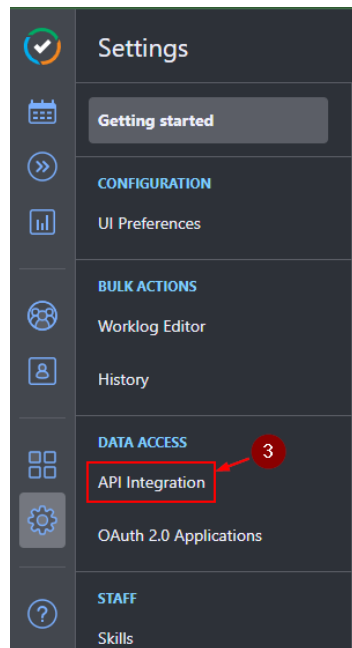 Settings
Getting started
CONFIGURATION
UI Preferences
BULK ACTIONS
Worklog Editor
History
DATA ACCESS
3
API Integration
OAuth 2.0 Applications
?
STAFF
Skills